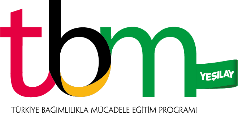 tbm
YEŞİLAY
TÜRKİYE BAĞIMLILIKLA MÜCADELE EĞİTİM PROGRAMI